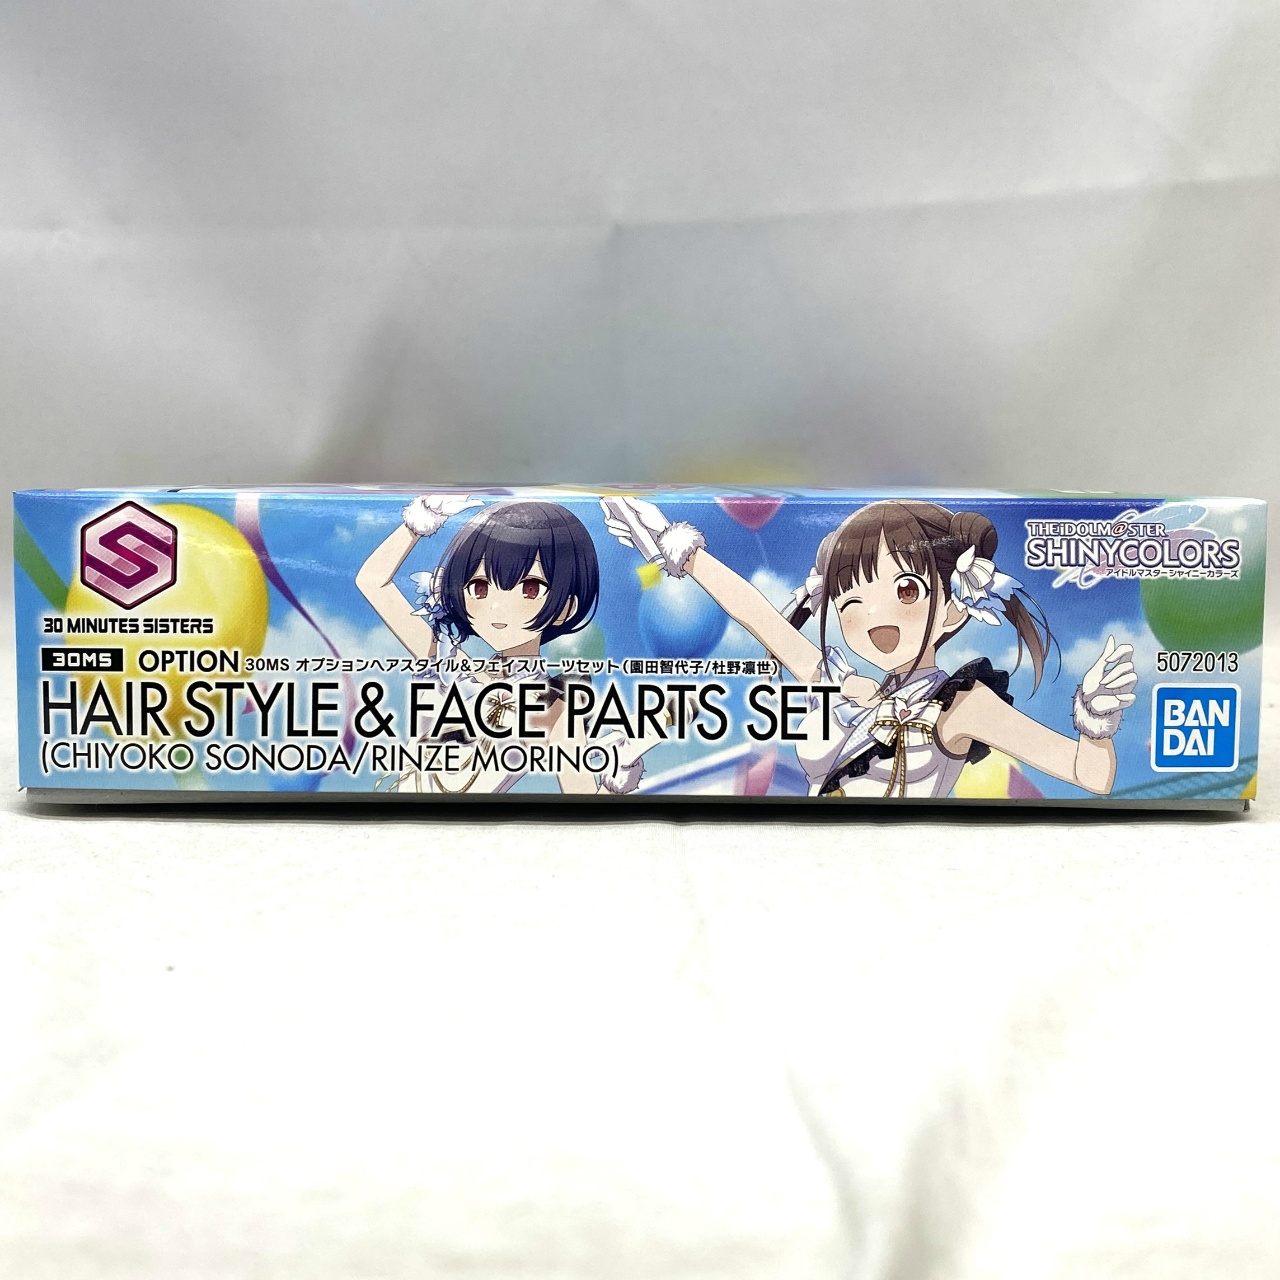 30 MINUTES SISTERS
30MS OPTION 30MS オプションヘアスタイル&フェイスパーツセット(園田智代子/杜野凛世)
HAIR STYLE & FACE PARTS SET
(CHIYOKO SONODA/RINZE MORINO)
THE iDOLM@STER
SHINYCOLORS
アイドルマスター シャイニーカラーズ
5072013
BAN
DAI